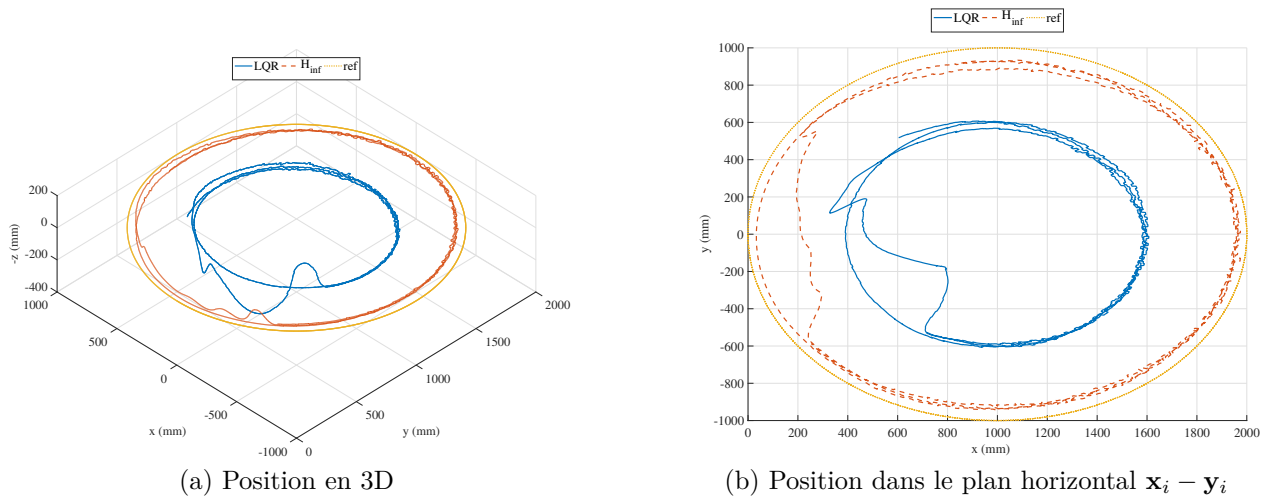 LQR H_inf ref
200
0
-200
-400
-z (mm)
1000
500
0
-500
-1000
x (mm)
0
500
1000
1500
2000
y (mm)
(a) Position en 3D
LQR H_inf ref
1000
800
600
400
200
0
-200
-400
-600
-800
-1000
y (mm)
0 200 400 600 800 1000 1200 1400 1600 1800 2000
x (mm)
(b) Position dans le plan horizontal x_i − y_i